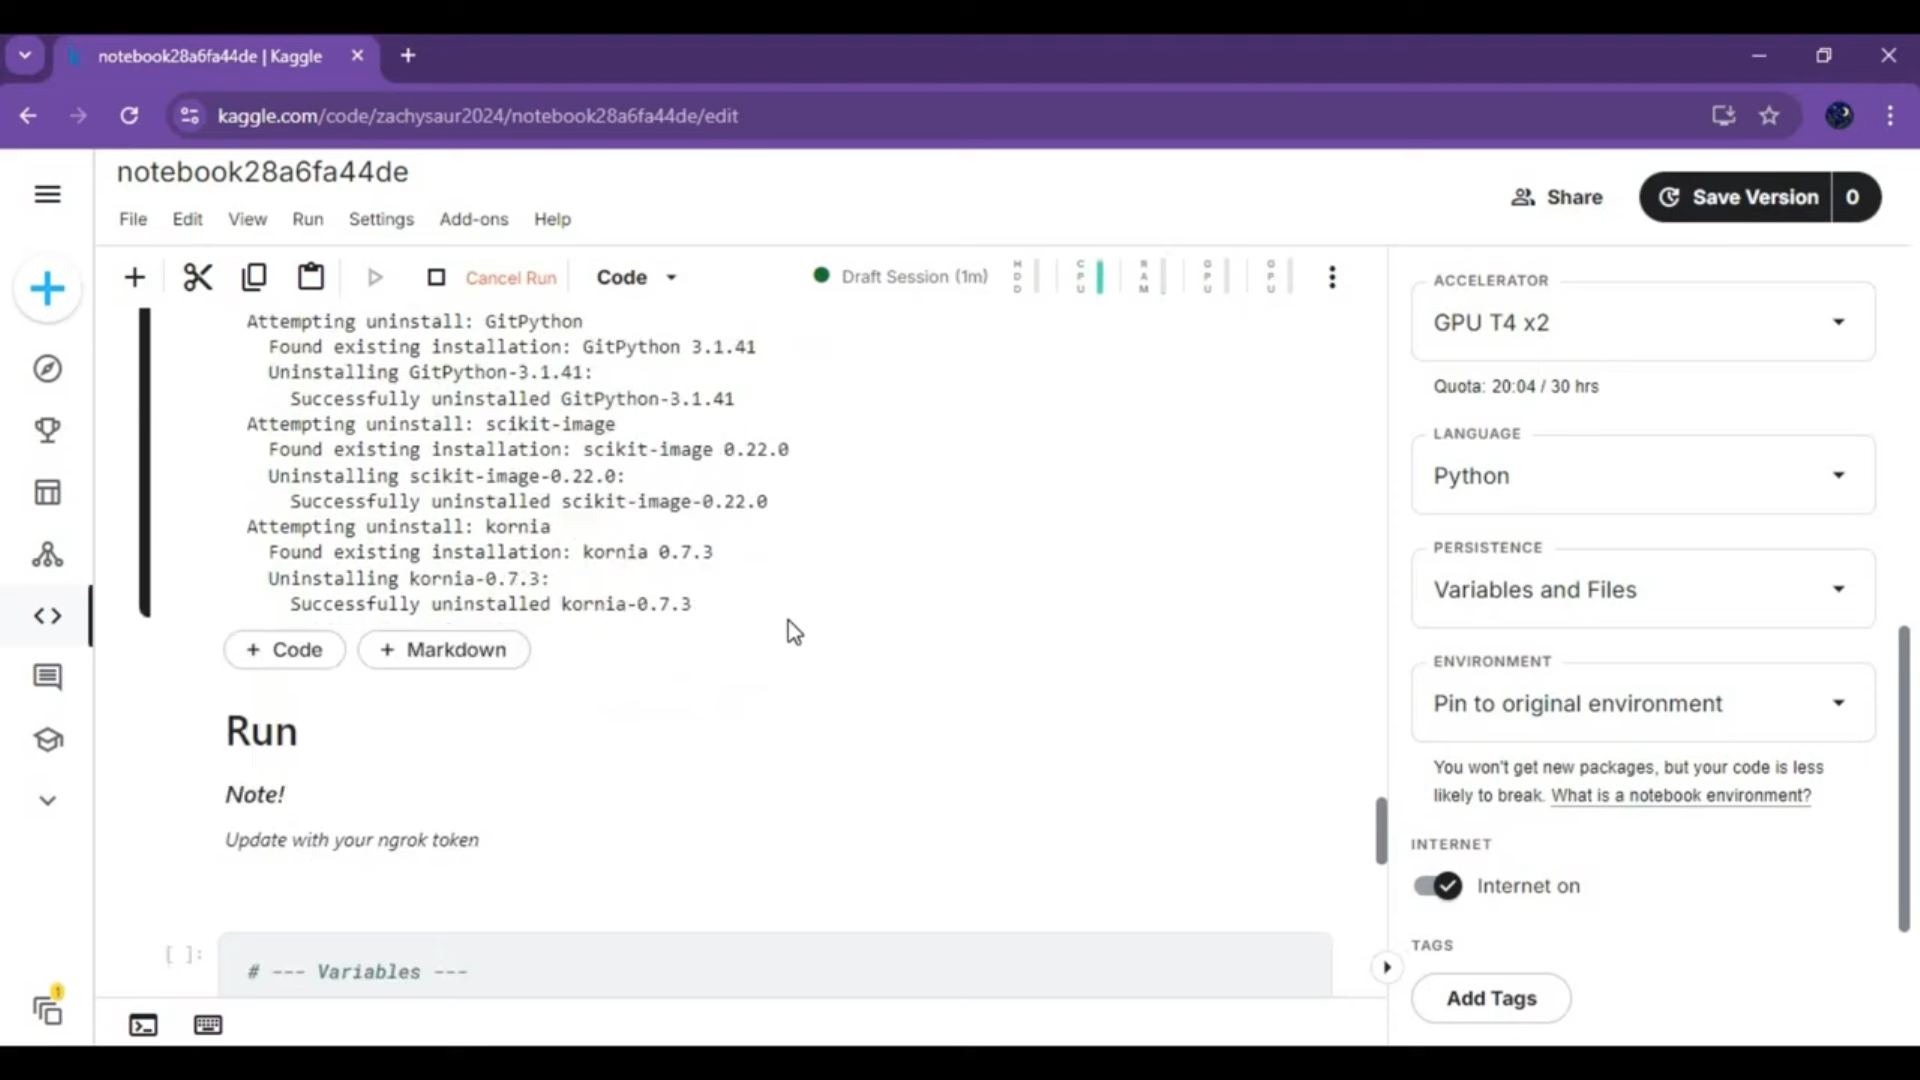 notebook28a6fa44de | Kaggle
kaggle.com/code/zachysaur2024/notebook28a6fa44de/edit
notebook28a6fa44de
File Edit View Run Settings Add-ons Help
Share
Save Version 0
Cancel Run
Code
Draft Session (1m)
HDD
CPU
RAM
GPU
GPU
Attempting uninstall: GitPython
Found existing installation: GitPython 3.1.41
Uninstalling GitPython-3.1.41:
Successfully uninstalled GitPython-3.1.41
Attempting uninstall: scikit-image
Found existing installation: scikit-image 0.22.0
Uninstalling scikit-image-0.22.0:
Successfully uninstalled scikit-image-0.22.0
Attempting uninstall: kornia
Found existing installation: kornia 0.7.3
Uninstalling kornia-0.7.3:
Successfully uninstalled kornia-0.7.3
+ Code + Markdown
Run
Note!
Update with your ngrok token
[ ]:
# --- Variables ---
1
ACCELERATOR
GPU T4 x2
Quota: 20:04 / 30 hrs
LANGUAGE
Python
PERSISTENCE
Variables and Files
ENVIRONMENT
Pin to original environment
You won't get new packages, but your code is less
likely to break. What is a notebook environment?
INTERNET
Internet on
TAGS
Add Tags